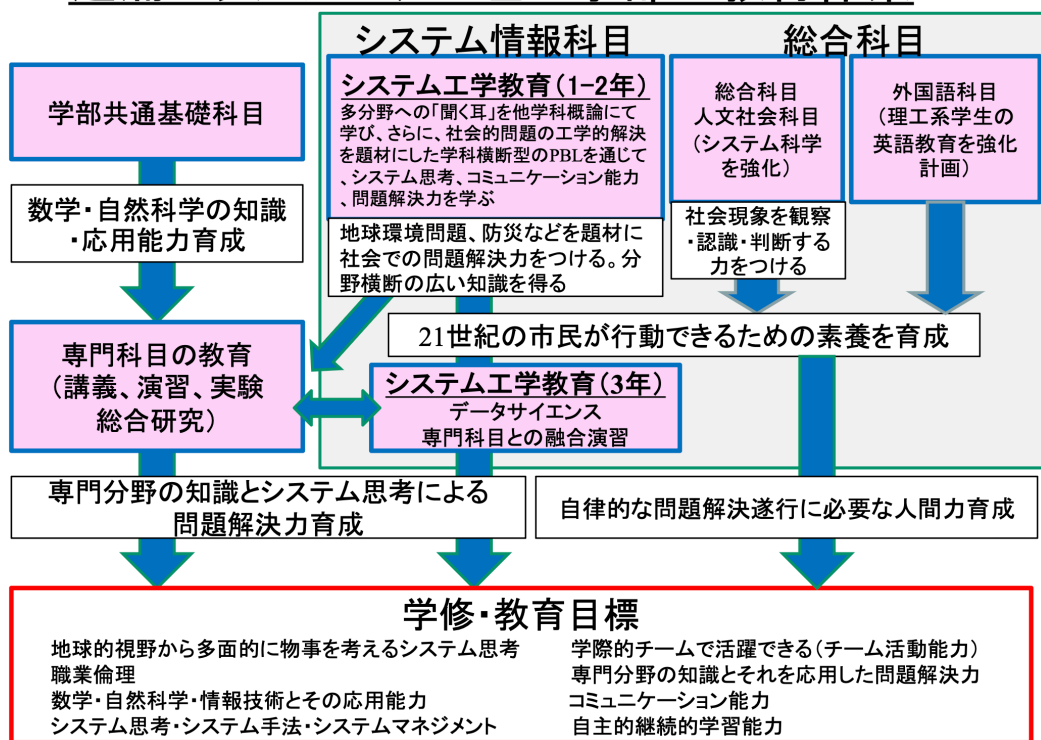 システム情報科目
総合科目
学部共通基礎科目
数学・自然科学の知識
・応用能力育成
システム工学教育(1-2年)
多分野への「聞く耳」を他学科概論にて
学び、さらに、社会的問題の工学的解決
を題材にした学科横断型のPBLを通じて
、システム思考、コミュニケーション能力
、問題解決力を学ぶ
地球環境問題、防災などを題材に
社会での問題解決力をつける。分
野横断の広い知識を得る
総合科目
人文社会科目
(システム科学
を強化)
社会現象を観察
・認識・判断する
力をつける
外国語科目
(理工系学生の
英語教育を強化
計画)
21世紀の市民が行動できるための素養を育成
専門科目の教育
(講義、演習、実験
総合研究)
システム工学教育(3年)
データサイエンス
専門科目との融合演習
専門分野の知識とシステム思考による
問題解決力育成
自律的な問題解決遂行に必要な人間力育成
学修・教育目標
地球的視野から多面的に物事を考えるシステム思考
職業倫理
数学・自然科学・情報技術とその応用能力
システム思考・システム手法・システムマネジメント
学際的チームで活躍できる(チーム活動能力)
専門分野の知識とそれを応用した問題解決力
コミュニケーション能力
自主的継続的学習能力